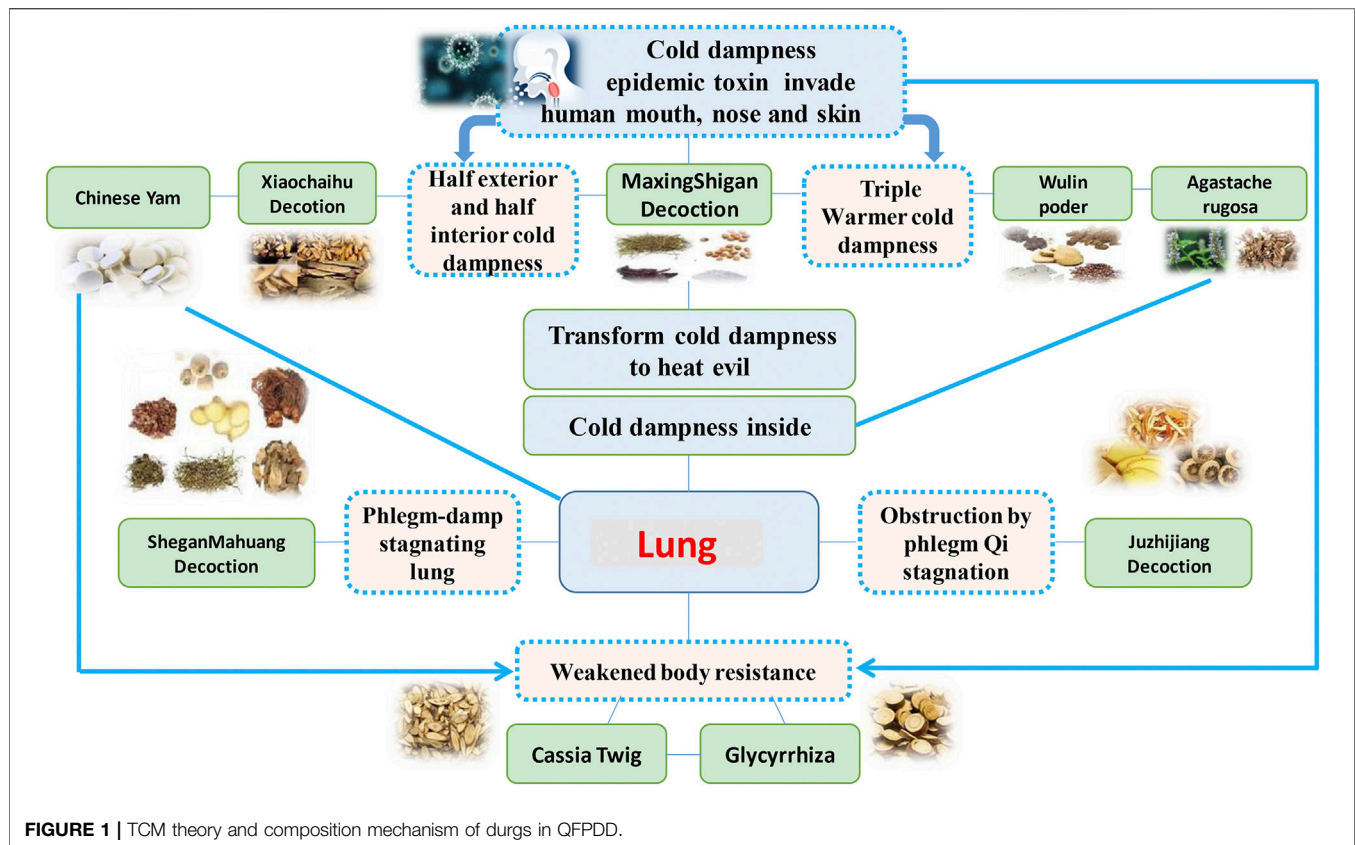 Cold dampness
epidemic toxin invade
human mouth, nose and skin
Chinese Yam
Xiaochaihu
Decotion
Half exterior
and half
interior cold
dampness
MaxingShigan
Decoction
Triple
Warmer cold
dampness
Wulin
poder
Agastache
rugosa
Transform cold dampness
to heat evil
Cold dampness inside
SheganMahuang
Decoction
Phlegm-damp
stagnating
lung
Lung
Obstruction by
phlegm Qi
stagnation
Juzhijiang
Decoction
Weakened body resistance
Cassia Twig
Glycyrrhiza
FIGURE 1 | TCM theory and composition mechanism of durgs in QFPDD.